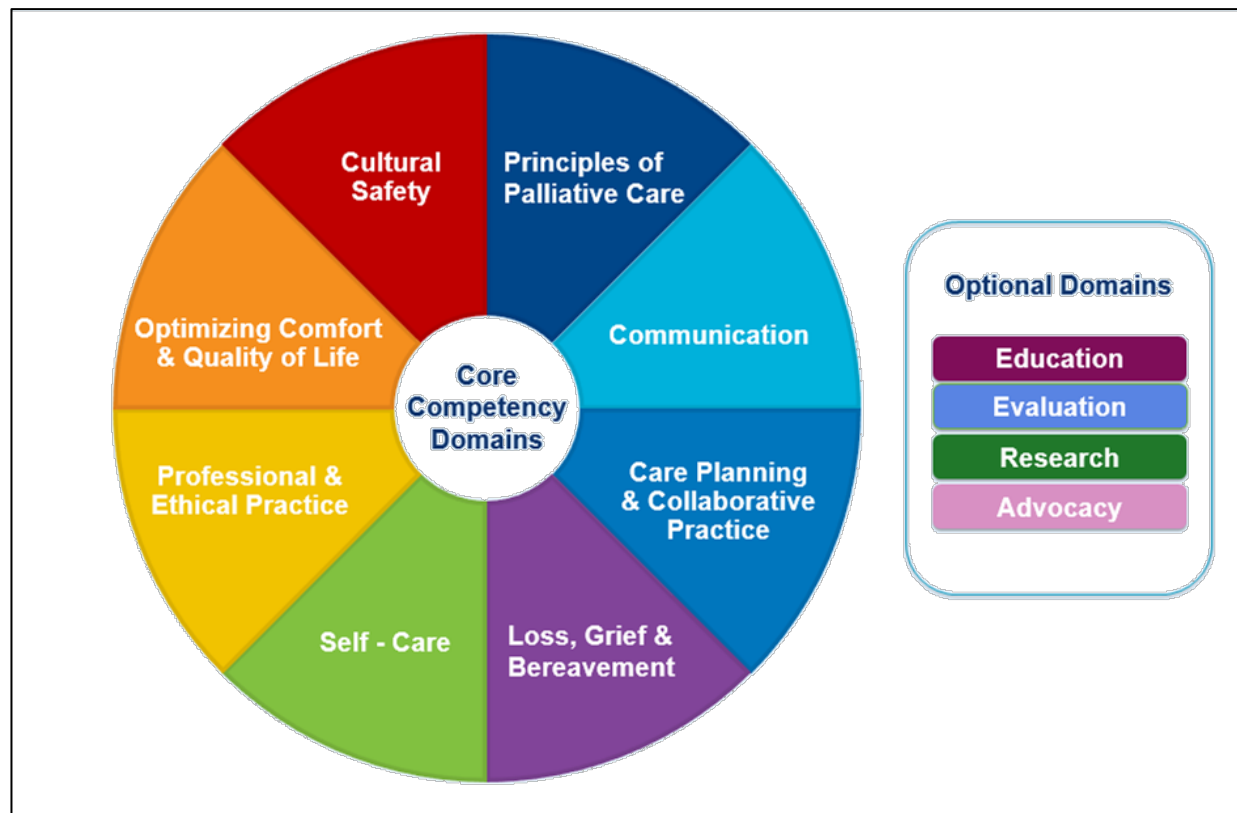 Cultural
Safety
Principles of
Palliative Care
Communication
Care Planning
& Collaborative
Practice
Loss, Grief &
Bereavement
Self - Care
Professional &
Ethical Practice
Optimizing Comfort
& Quality of Life
Core
Competency
Domains
Optional Domains
Education
Evaluation
Research
Advocacy